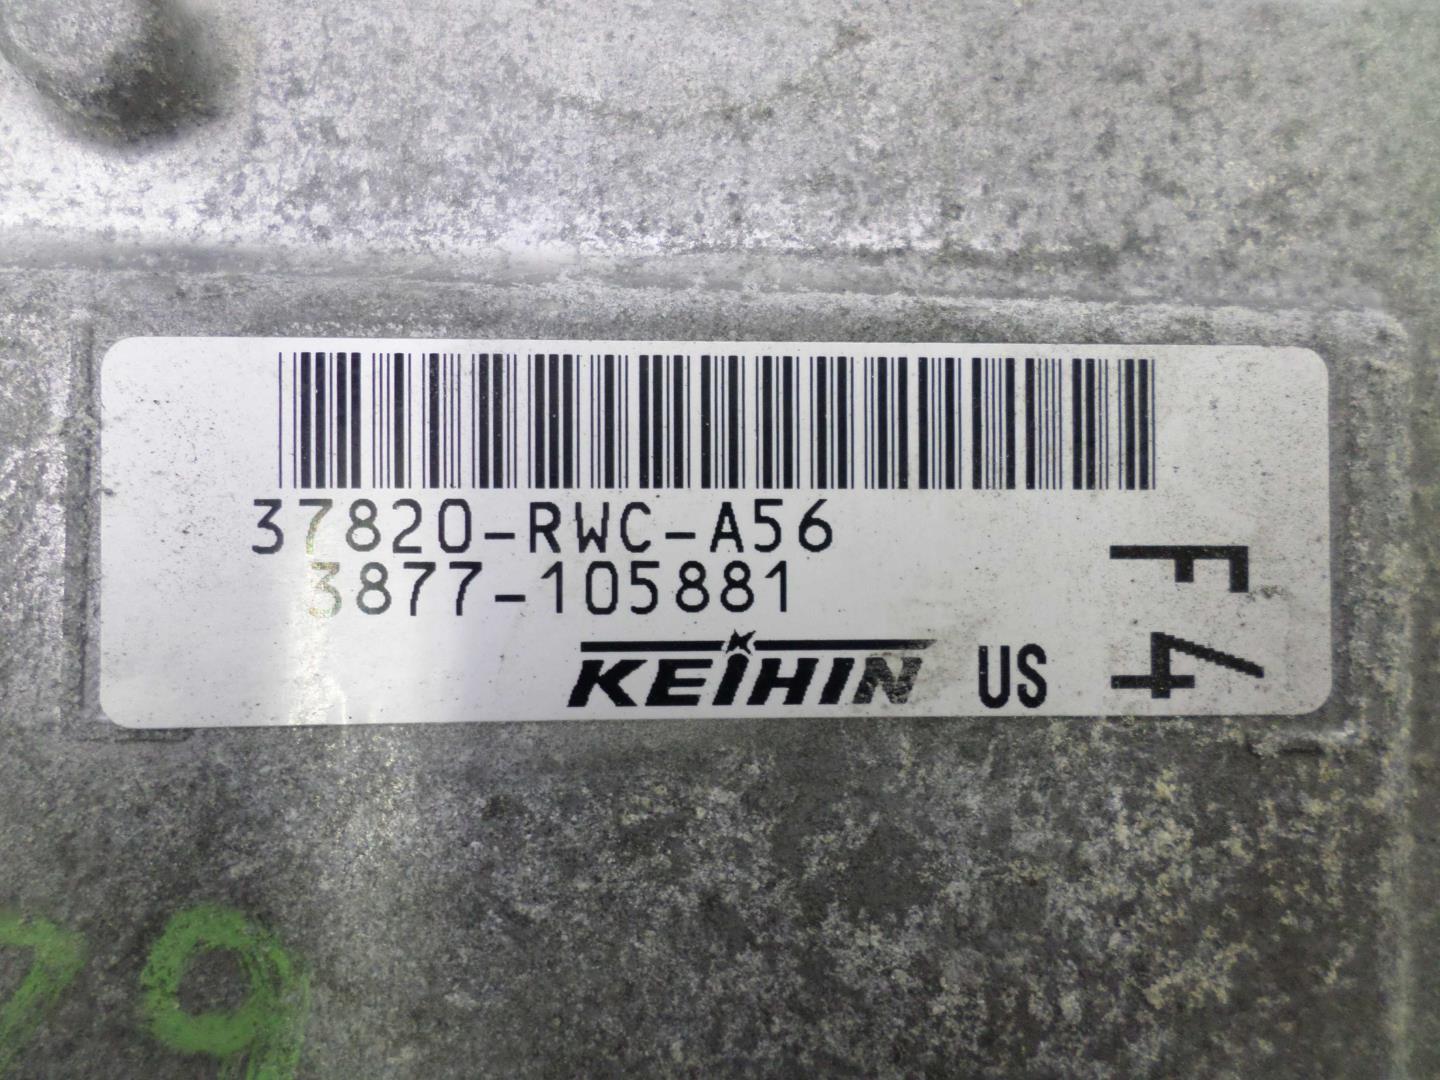 37820-RWC-A56
3877-105881
KEIHIN US
F4